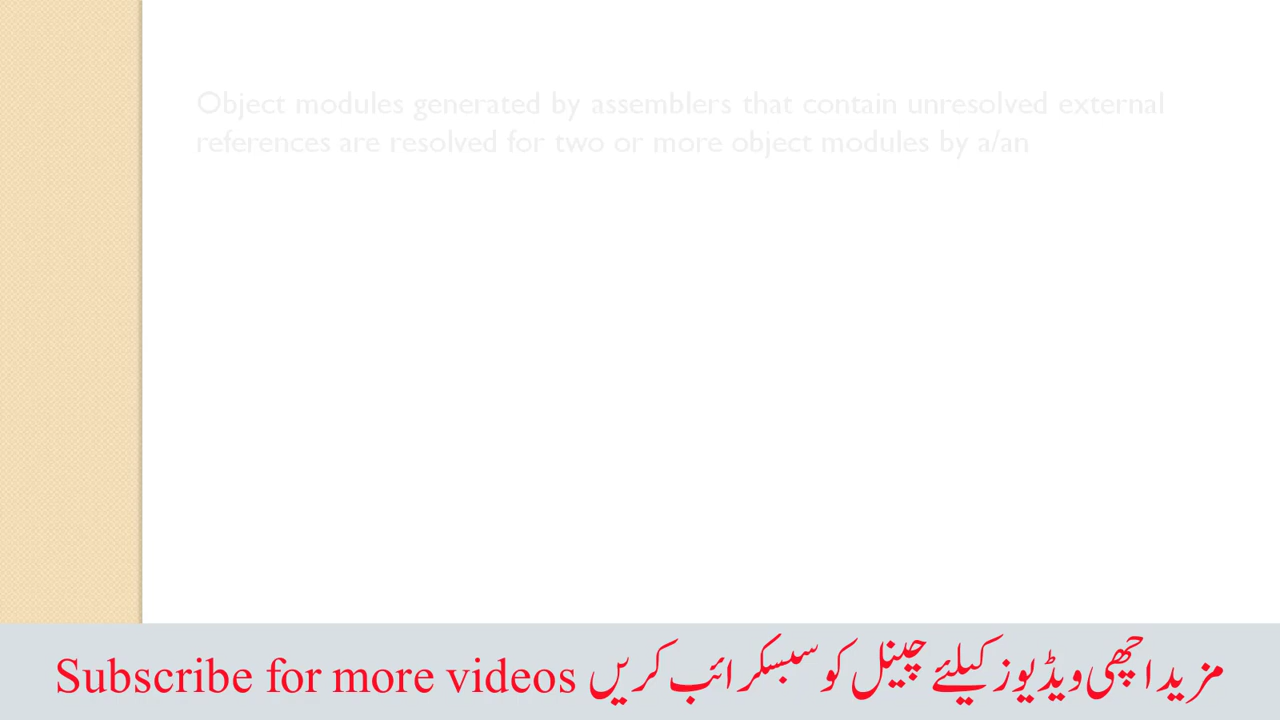 Object modules generated by assemblers that contain unresolved external
references are resolved for two or more object modules by a/an
Subscribe for more videos مزید اچھی ویڈیوز کیلئے چینل کو سبسکرائب کریں